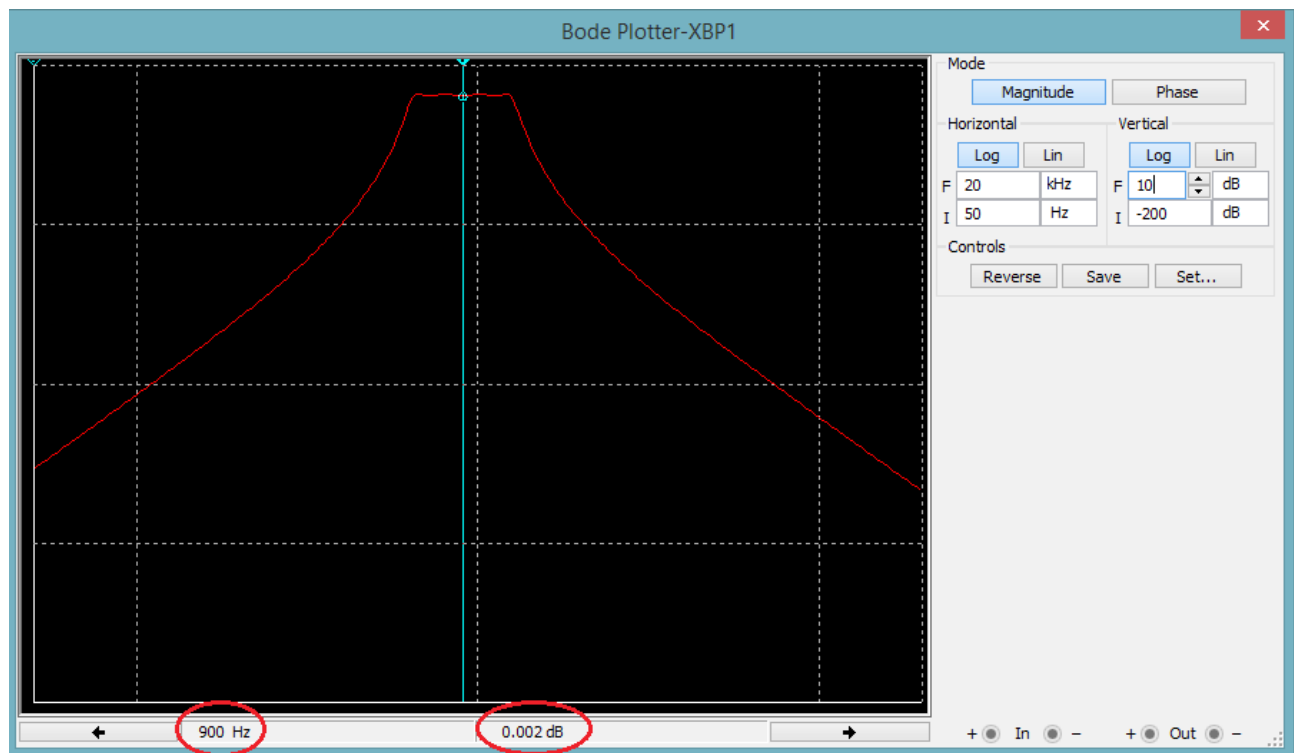 Bode Plotter-XBP1
Mode
Magnitude Phase
Horizontal Vertical
Log Lin Log Lin
F 20 kHz F 10 dB
I 50 Hz I -200 dB
Controls
Reverse Save Set...
900 Hz 0.002 dB + In - + Out -